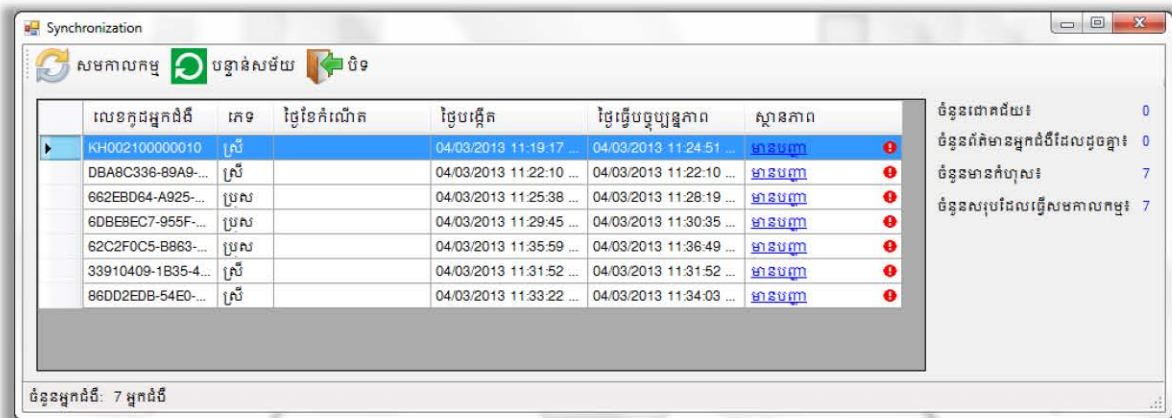 Synchronization
សមកាលកម្ម បន្ទាន់សម័យ បិទ
លេខកូដអ្នកជំងឺ ភេទ ថ្ងៃខែកំណើត ថ្ងៃបង្កើត ថ្ងៃធ្វើបច្ចុប្បន្នភាព ស្ថានភាព
KH002100000010 ស្រី 04/03/2013 11:19:17 ... 04/03/2013 11:24:51 ... មានបញ្ហា
DBA8C336-89A9-... ស្រី 04/03/2013 11:22:10 ... 04/03/2013 11:22:10 ... មានបញ្ហា
662EBD64-A925-... ប្រុស 04/03/2013 11:25:38 ... 04/03/2013 11:28:19 ... មានបញ្ហា
6DBE8EC7-955F-... ប្រុស 04/03/2013 11:29:45 ... 04/03/2013 11:30:35 ... មានបញ្ហា
62C2F0C5-B863-... ប្រុស 04/03/2013 11:35:59 ... 04/03/2013 11:36:49 ... មានបញ្ហា
33910409-1B35-4... ស្រី 04/03/2013 11:31:52 ... 04/03/2013 11:31:52 ... មានបញ្ហា
86DD2EDB-54E0-... ស្រី 04/03/2013 11:33:22 ... 04/03/2013 11:34:03 ... មានបញ្ហា
ចំនួនជោគជ័យ៖ 0
ចំនួនព័ត៌មានអ្នកជំងឺដែលដូចគ្នា៖ 0
ចំនួនមានកំហុស៖ 7
ចំនួនសរុបដែលធ្វើសមកាលកម្ម៖ 7
ចំនួនអ្នកជំងឺ: 7 អ្នកជំងឺ